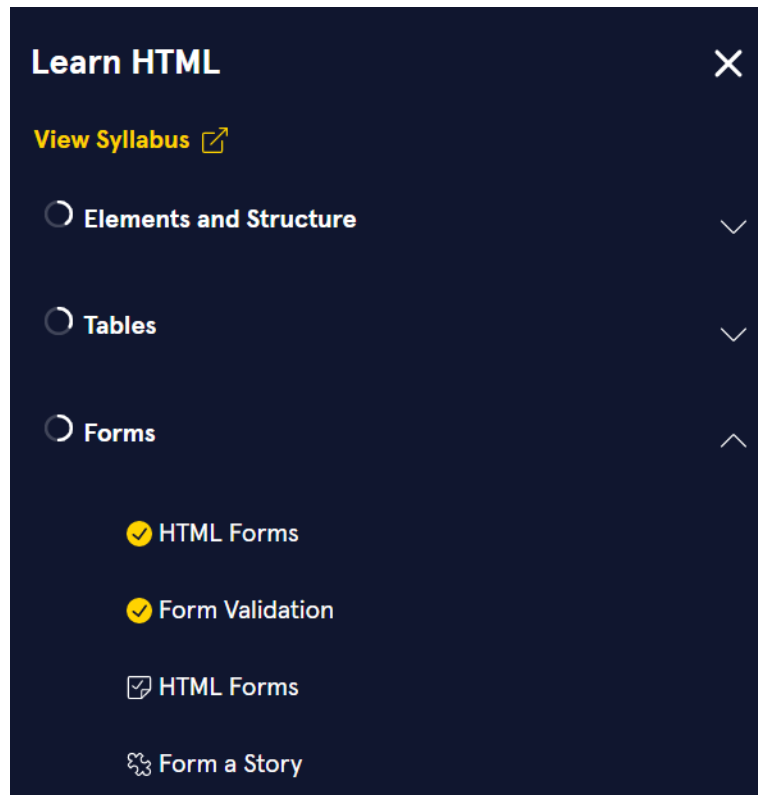 Learn HTML
View Syllabus
Elements and Structure
Tables
Forms
HTML Forms
Form Validation
HTML Forms
Form a Story